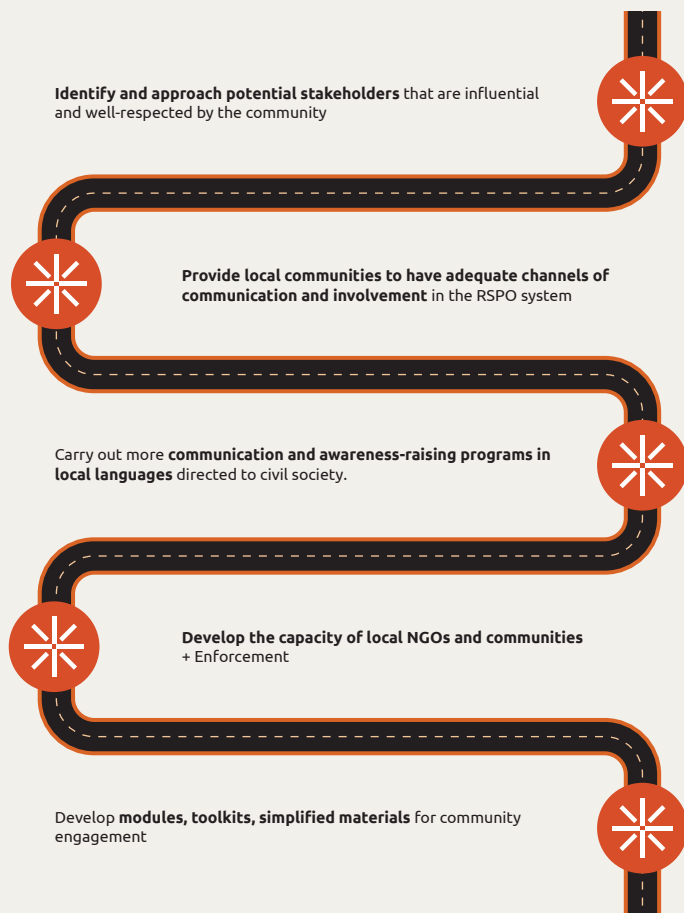 Identify and approach potential stakeholders that are influential
and well-respected by the community
Provide local communities to have adequate channels of
communication and involvement in the RSPO system
Carry out more communication and awareness-raising programs in
local languages directed to civil society.
Develop the capacity of local NGOs and communities
+ Enforcement
Develop modules, toolkits, simplified materials for community
engagement